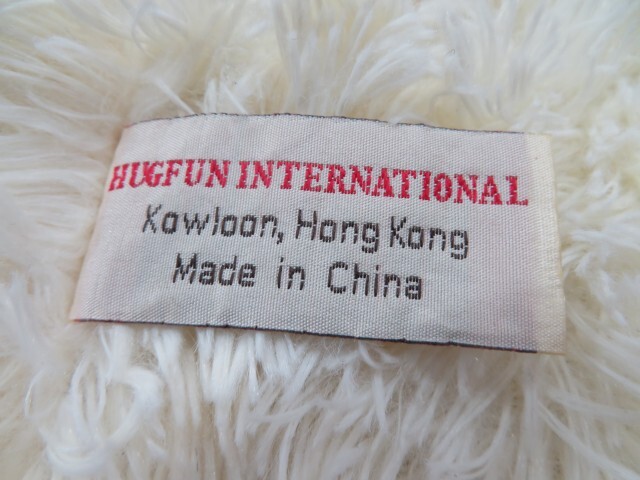 HUGFUN INTERNATIONAL
Kowloon, Hong Kong
Made in China